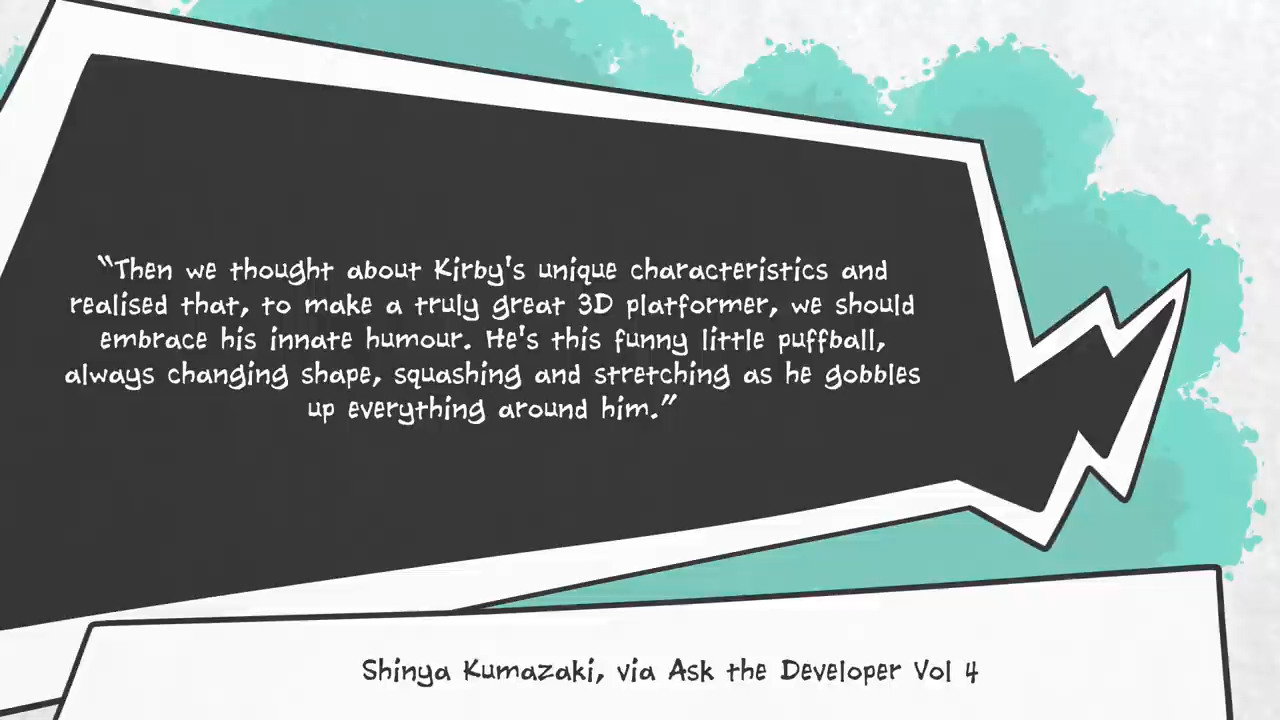 “Then we thought about Kirby's unique characteristics and
realised that, to make a truly great 3D platformer, we should
embrace his innate humour. He's this funny little puffball,
always changing shape, squashing and stretching as he gobbles
up everything around him.”
Shinya Kumazaki, via Ask the Developer Vol 4